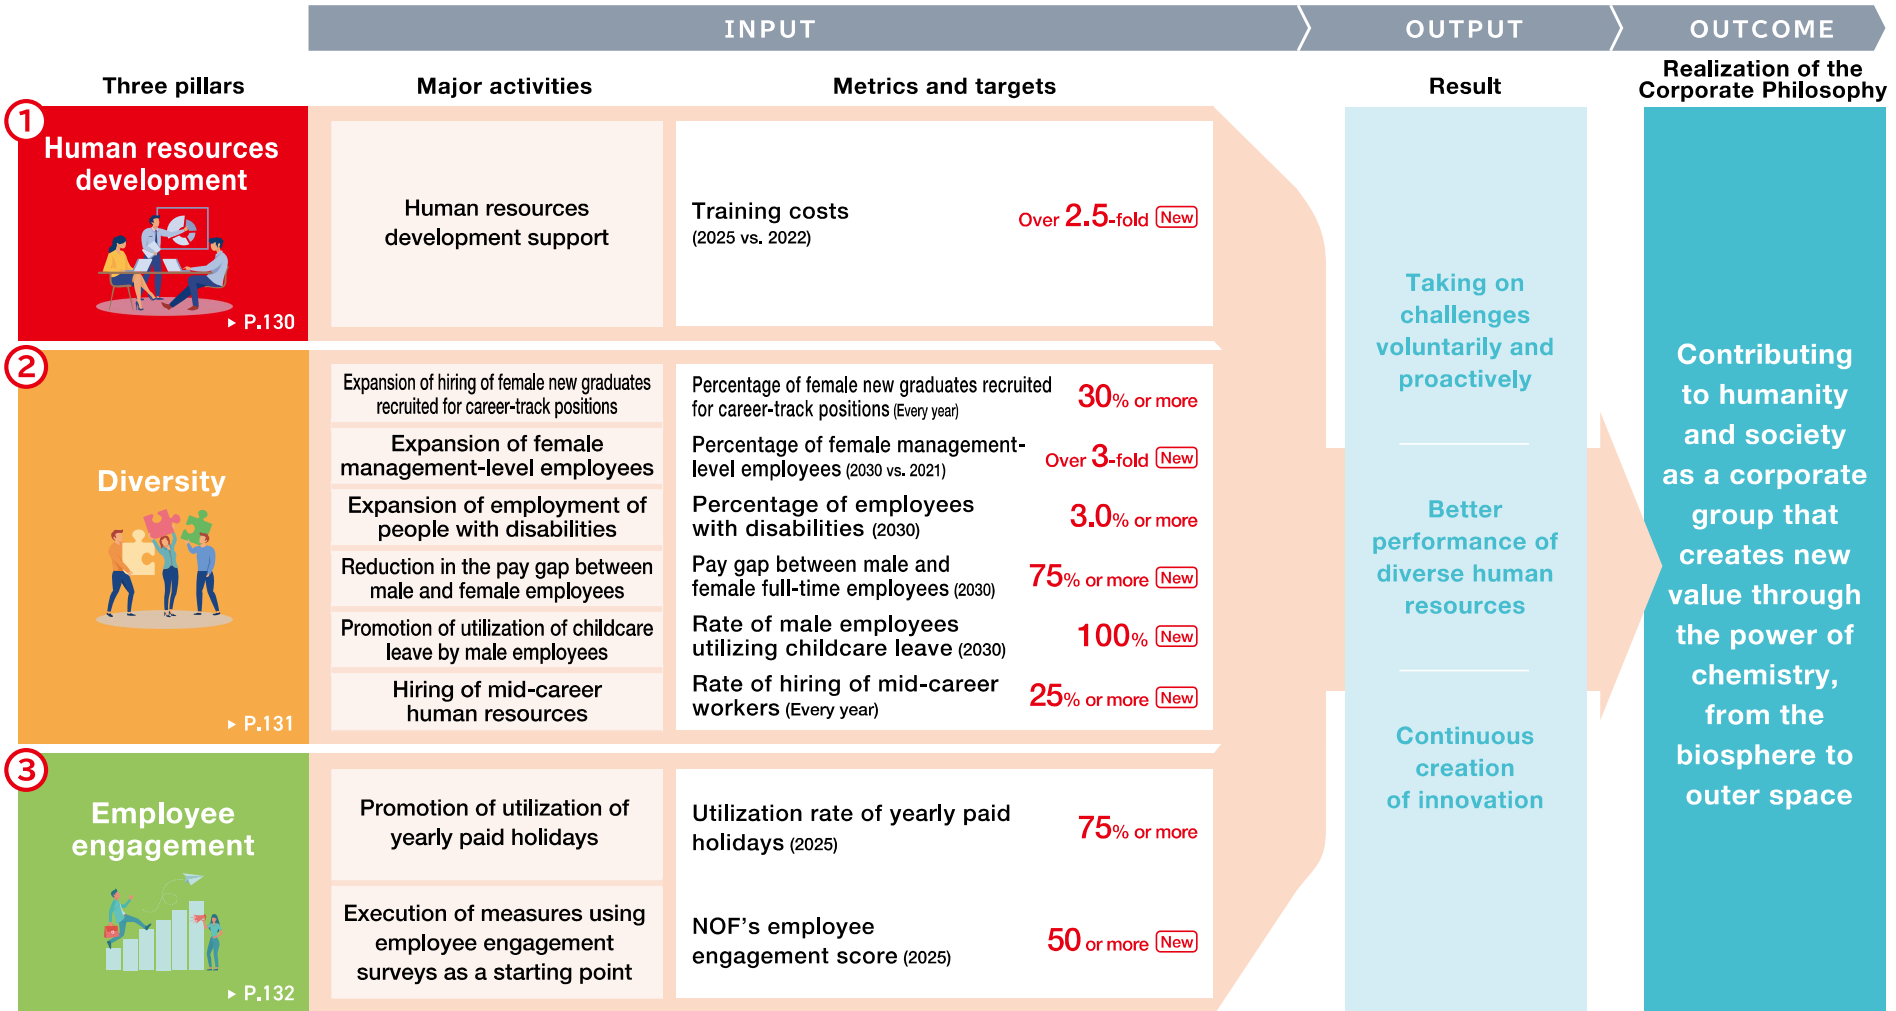 INPUT
OUTPUT
OUTCOME
Three pillars
Major activities
Metrics and targets
Result
Realization of the
Corporate Philosophy
1
Human resources
development
▶ P.130
Human resources
development support
Training costs
(2025 vs. 2022)
Over 2.5-fold New
2
Diversity
▶ P.131
Expansion of hiring of female new graduates
recruited for career-track positions
Percentage of female new graduates recruited
for career-track positions (Every year)
30% or more
Expansion of female
management-level employees
Percentage of female management-
level employees (2030 vs. 2021)
Over 3-fold New
Expansion of employment of
people with disabilities
Percentage of employees
with disabilities (2030)
3.0% or more
Reduction in the pay gap between
male and female employees
Pay gap between male and
female full-time employees (2030)
75% or more New
Promotion of utilization of childcare
leave by male employees
Rate of male employees
utilizing childcare leave (2030)
100% New
Hiring of mid-career
human resources
Rate of hiring of mid-career
workers (Every year)
25% or more New
3
Employee
engagement
▶ P.132
Promotion of utilization of
yearly paid holidays
Utilization rate of yearly paid
holidays (2025)
75% or more
Execution of measures using
employee engagement
surveys as a starting point
NOF's employee
engagement score (2025)
50 or more New
Taking on
challenges
voluntarily and
proactively
Better
performance of
diverse human
resources
Continuous
creation
of innovation
Contributing
to humanity
and society
as a corporate
group that
creates new
value through
the power of
chemistry,
from the
biosphere to
outer space